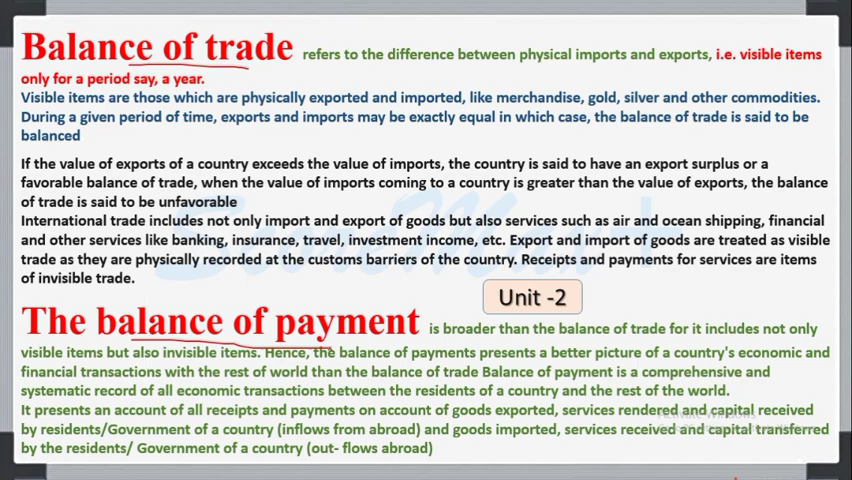 Balance of trade refers to the difference between physical imports and exports, i.e. visible items
only for a period say, a year.
Visible items are those which are physically exported and imported, like merchandise, gold, silver and other commodities.
During a given period of time, exports and imports may be exactly equal in which case, the balance of trade is said to be
balanced
If the value of exports of a country exceeds the value of imports, the country is said to have an export surplus or a
favorable balance of trade, when the value of imports coming to a country is greater than the value of exports, the balance
of trade is said to be unfavorable
International trade includes not only import and export of goods but also services such as air and ocean shipping, financial
and other services like banking, insurance, travel, investment income, etc. Export and import of goods are treated as visible
trade as they are physically recorded at the customs barriers of the country. Receipts and payments for services are items
of invisible trade.
Unit -2
The balance of payment is broader than the balance of trade for it includes not only
visible items but also invisible items. Hence, the balance of payments presents a better picture of a country's economic and
financial transactions with the rest of world than the balance of trade Balance of payment is a comprehensive and
systematic record of all economic transactions between the residents of a country and the rest of the world.
It presents an account of all receipts and payments on account of goods exported, services rendered and capital received
by residents/Government of a country (inflows from abroad) and goods imported, services received and capital transferred
by the residents/ Government of a country (out- flows abroad)